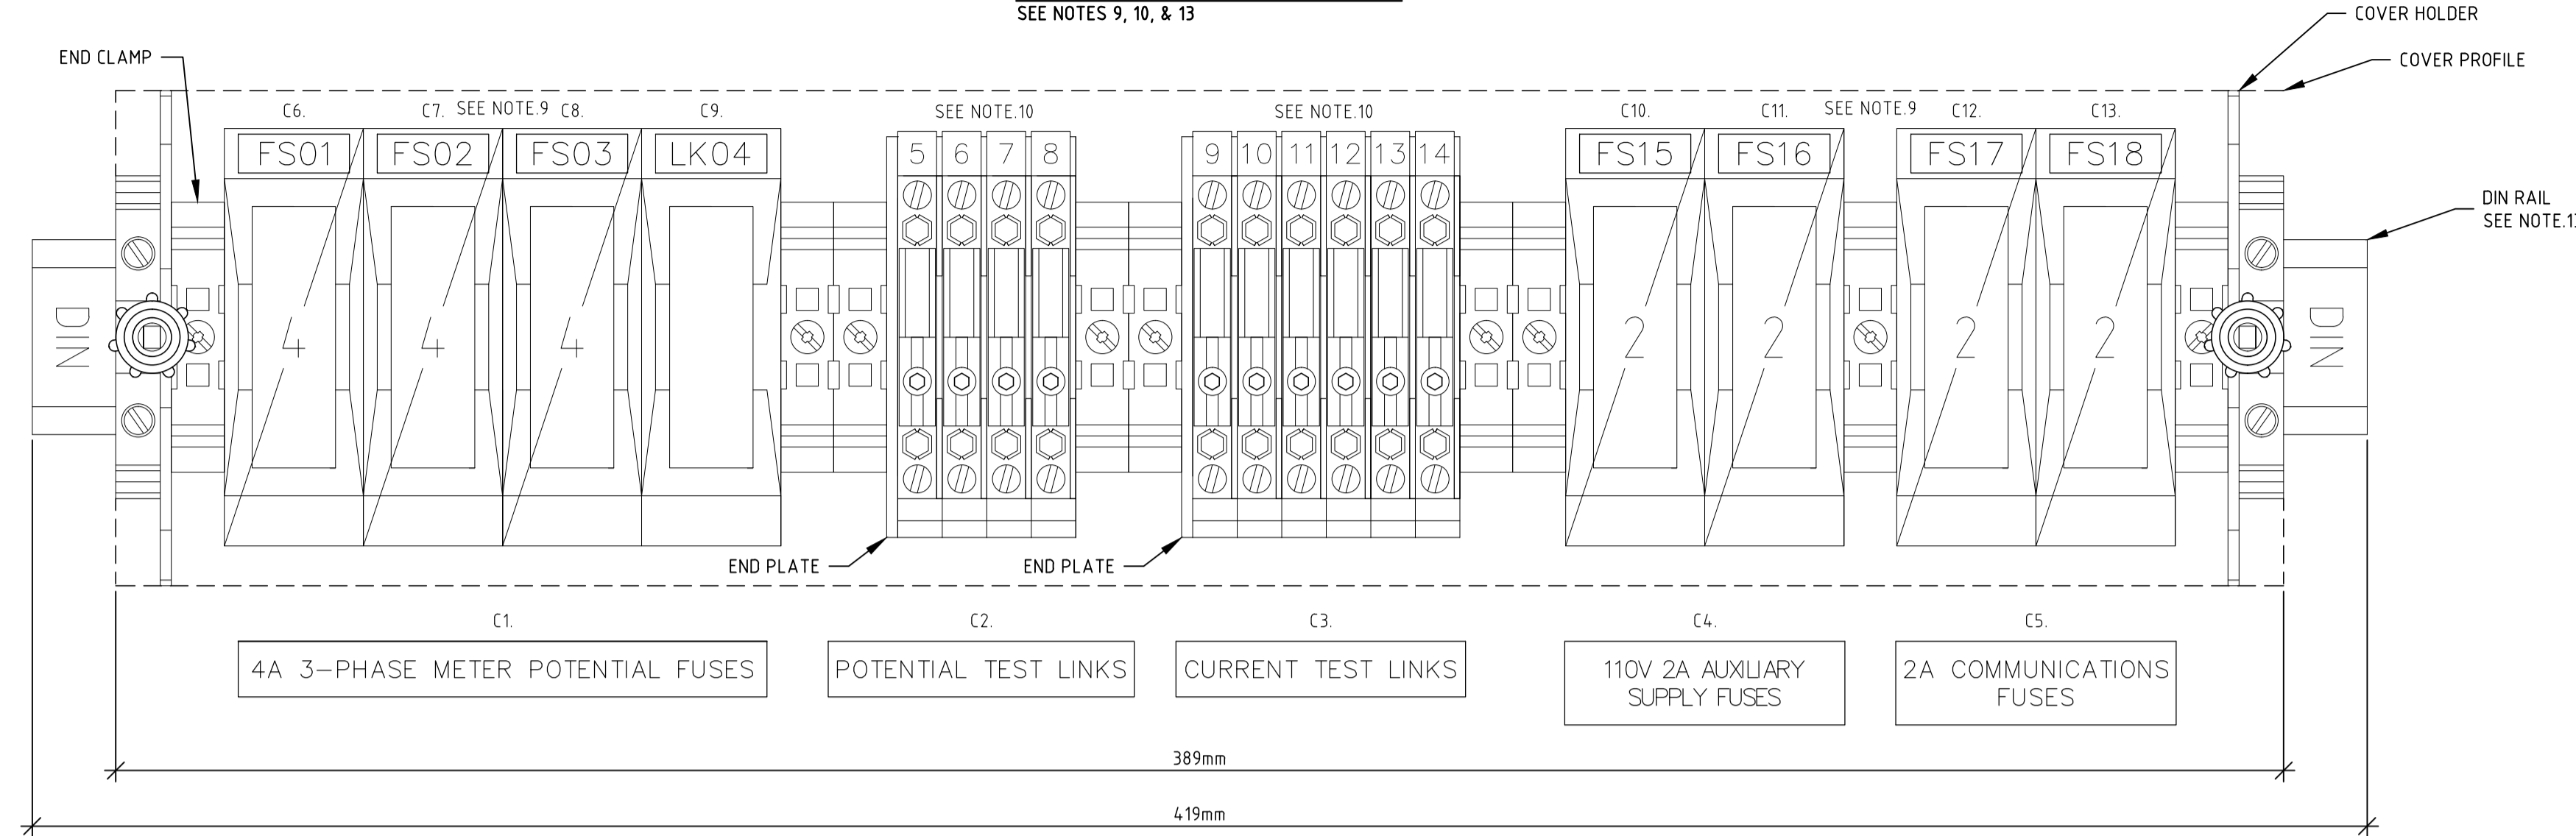 SEE NOTES 9, 10, & 13
COVER HOLDER
END CLAMP
COVER PROFILE
C6.
C7.
SEE NOTE.9
C8.
C9.
SEE NOTE.10
SEE NOTE.10
C10.
C11.
SEE NOTE.9
C12.
C13.
FS01
FS02
FS03
LK04
5
6
7
8
9
10
11
12
13
14
FS15
FS16
FS17
FS18
DIN RAIL
SEE NOTE.
DIN
4
4
4
2
2
2
2
DIN
END PLATE
END PLATE
C1.
C2.
C3.
C4.
C5.
4A 3-PHASE METER POTENTIAL FUSES
POTENTIAL TEST LINKS
CURRENT TEST LINKS
110V 2A AUXILIARY
SUPPLY FUSES
2A COMMUNICATIONS
FUSES
389mm
419mm